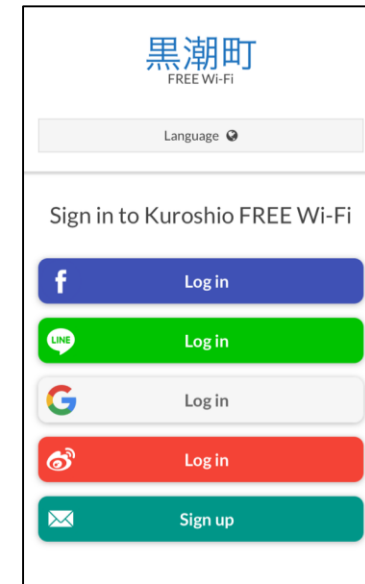 黒潮町
FREE Wi-Fi
Language
Sign in to Kuroshio FREE Wi-Fi
f Log in
LINE Log in
G Log in
Log in
Sign up